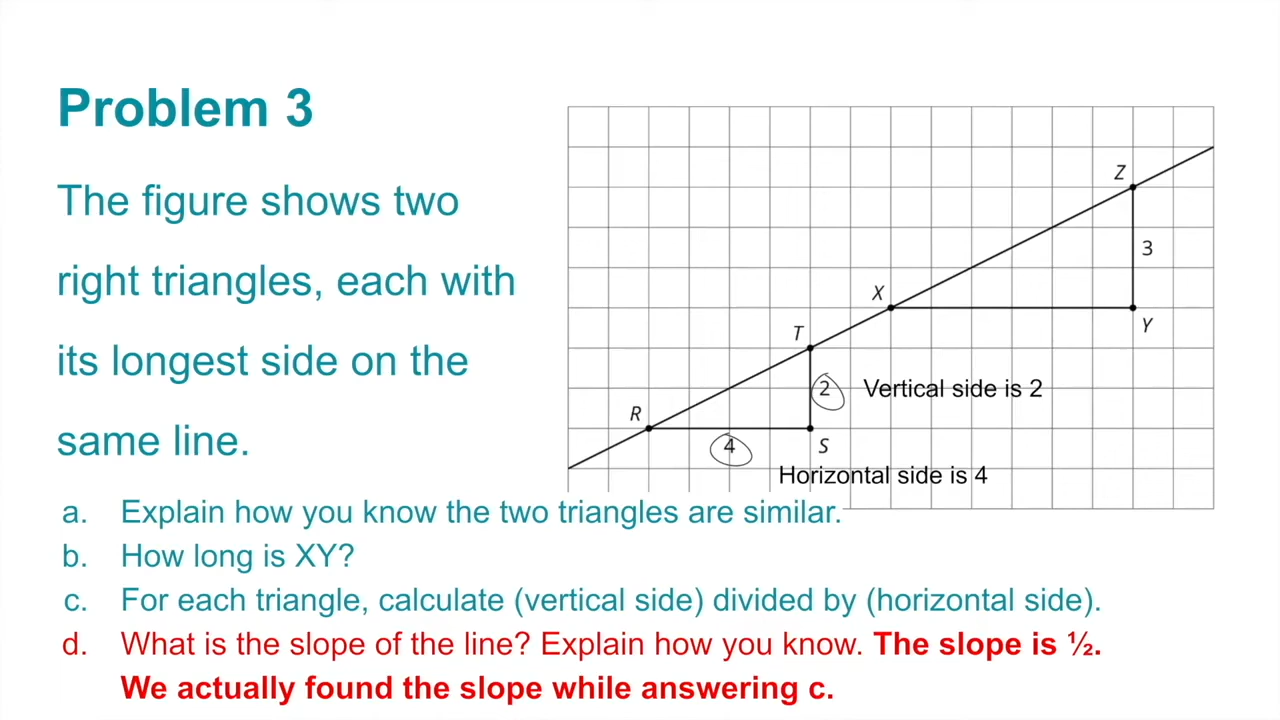 Problem 3
The figure shows two
right triangles, each with
its longest side on the
same line.
Z
3
X
Y
T
2
Vertical side is 2
R
4
S
Horizontal side is 4
a. Explain how you know the two triangles are similar.
b. How long is XY?
c. For each triangle, calculate (vertical side) divided by (horizontal side).
d. What is the slope of the line? Explain how you know. The slope is ½.
We actually found the slope while answering c.